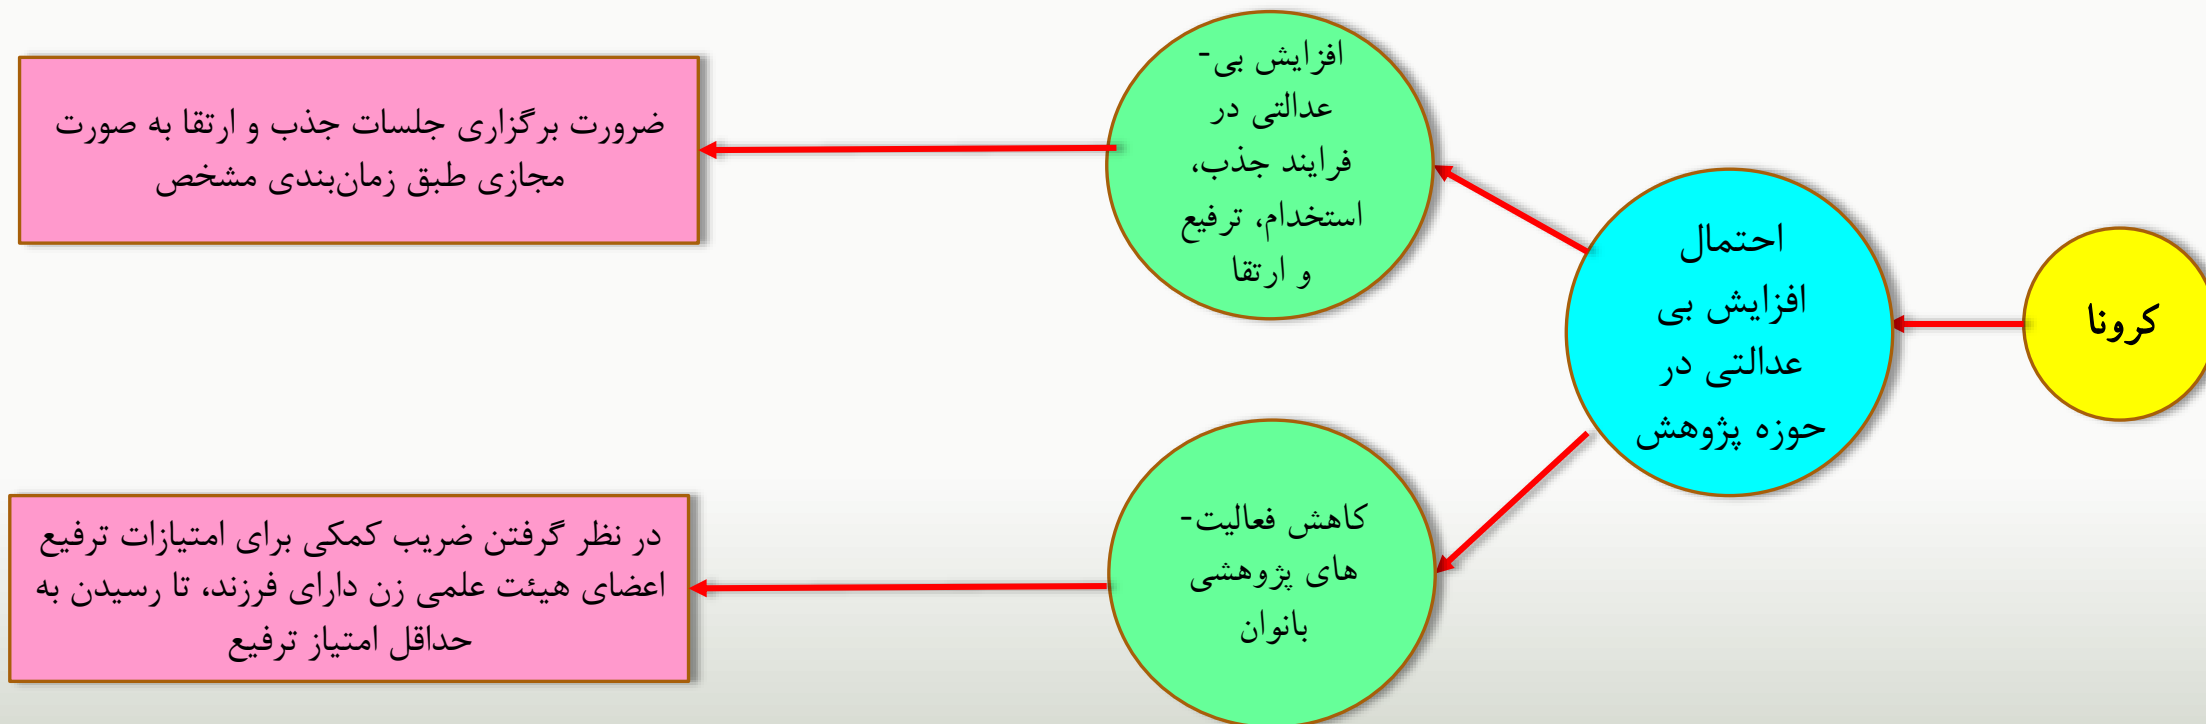 کرونا
احتمال
افزایش بی
عدالتی در
حوزه پژوهش
افزایش بی-
عدالتی در
فرایند جذب،
استخدام، ترفیع
و ارتقا
ضرورت برگزاری جلسات جذب و ارتقا به صورت
مجازی طبق زمان‌بندی مشخص
کاهش فعالیت-
های پژوهشی
بانوان
در نظر گرفتن ضریب کمکی برای امتیازات ترفیع
اعضای هیئت علمی زن دارای فرزند، تا رسیدن به
حداقل امتیاز ترفیع